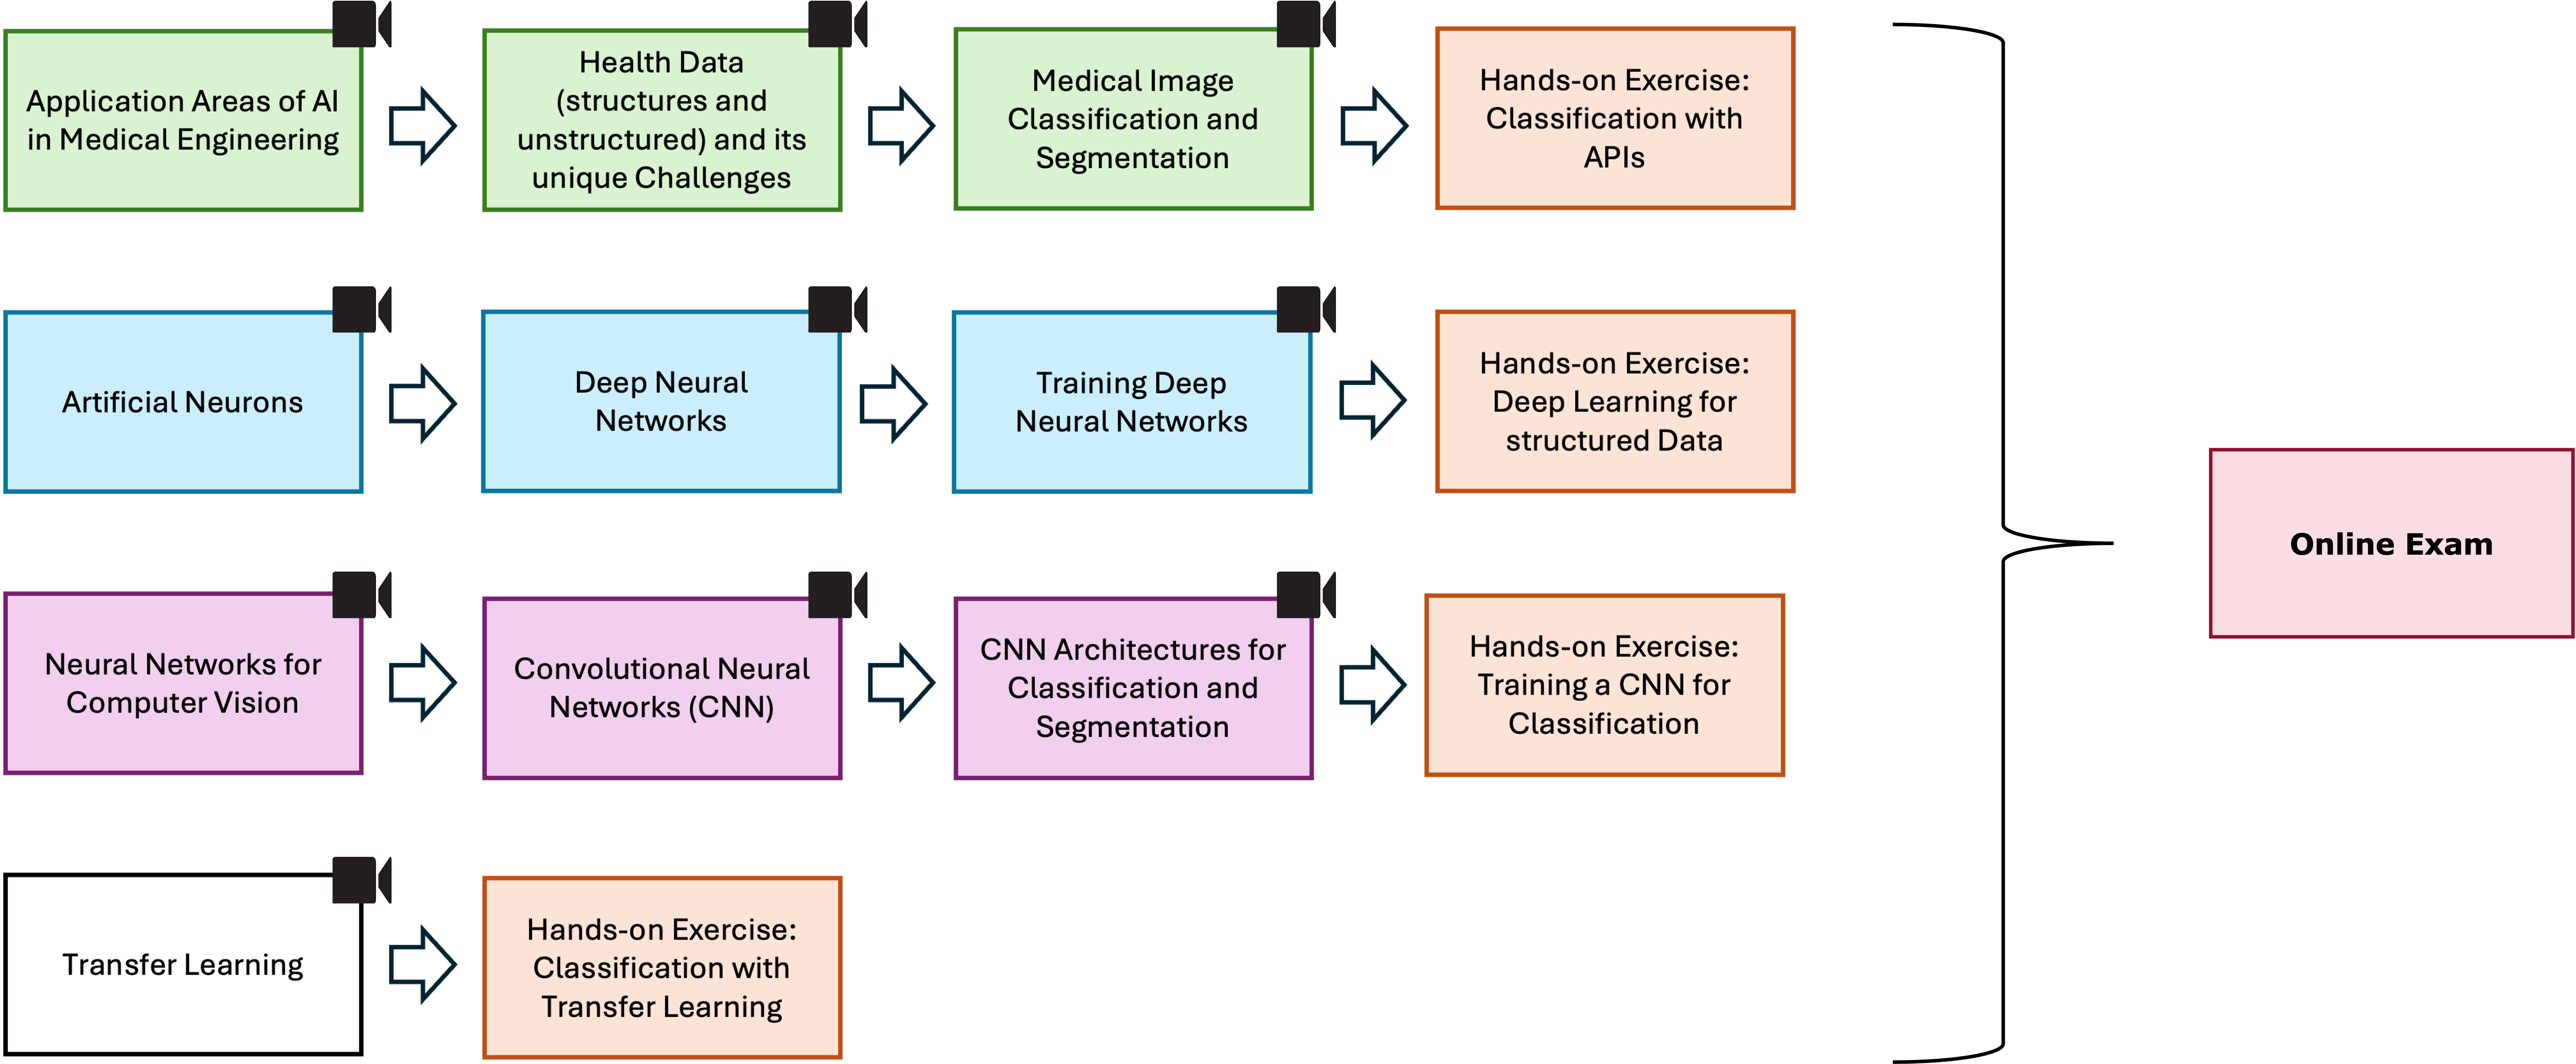 Application Areas of AI
in Medical Engineering
Health Data
(structures and
unstructured) and its
unique Challenges
Medical Image
Classification and
Segmentation
Hands-on Exercise:
Classification with
APIs
Artificial Neurons
Deep Neural
Networks
Training Deep
Neural Networks
Hands-on Exercise:
Deep Learning for
structured Data
Neural Networks for
Computer Vision
Convolutional Neural
Networks (CNN)
CNN Architectures for
Classification and
Segmentation
Hands-on Exercise:
Training a CNN for
Classification
Transfer Learning
Hands-on Exercise:
Classification with
Transfer Learning
Online Exam